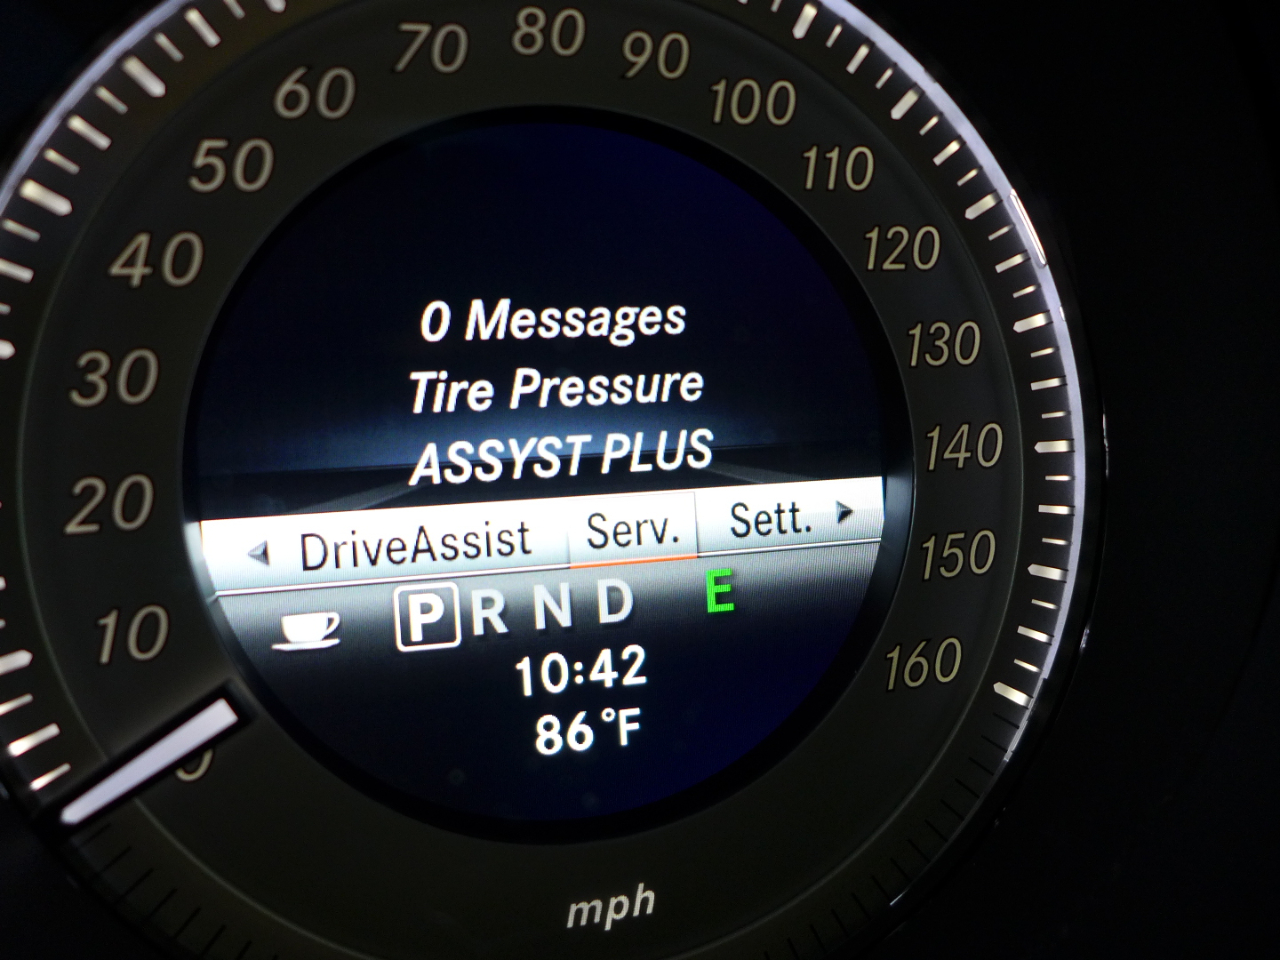 70 80 90
60 100
50 110
40 120
30 130
20 140
10 150
0 160
0 Messages
Tire Pressure
ASSYST PLUS
DriveAssist Serv. Sett.
P R N D E
10:42
86°F
mph